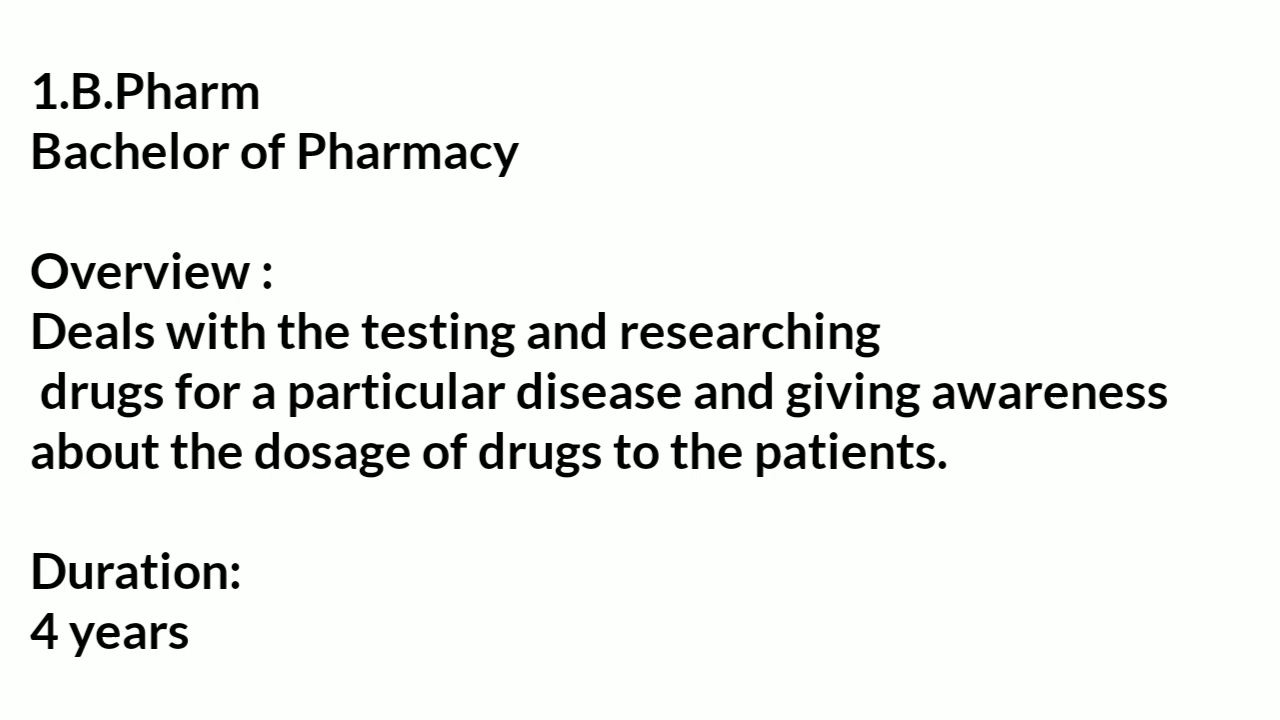 1.B.Pharm
Bachelor of Pharmacy
Overview :
Deals with the testing and researching
drugs for a particular disease and giving awareness
about the dosage of drugs to the patients.
Duration:
4 years